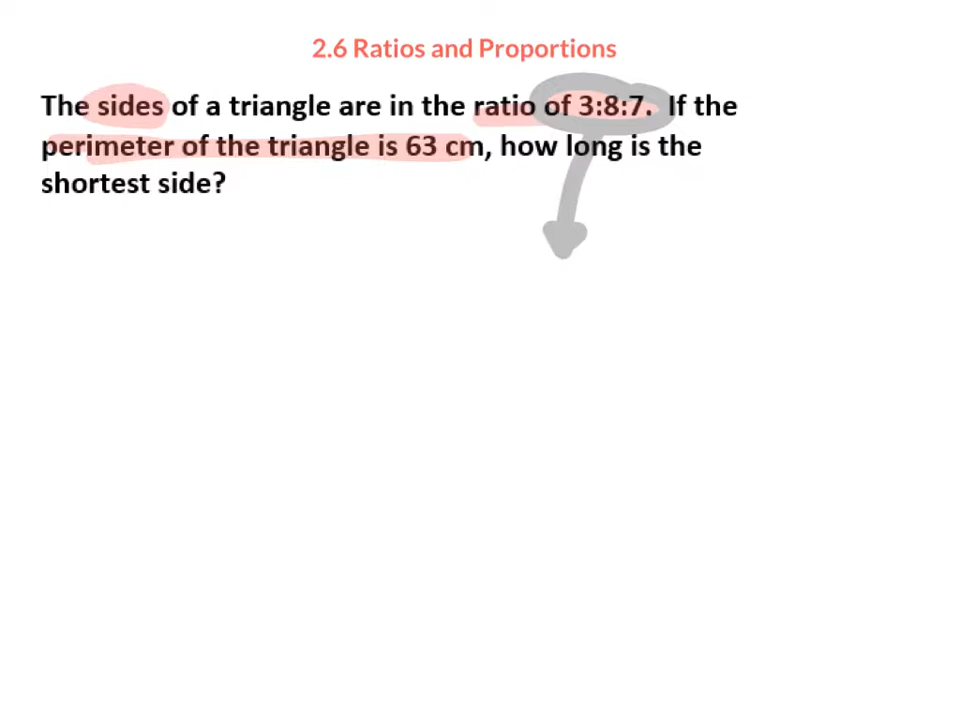 2.6 Ratios and Proportions
The sides of a triangle are in the ratio of 3:8:7. If the
perimeter of the triangle is 63 cm, how long is the
shortest side?